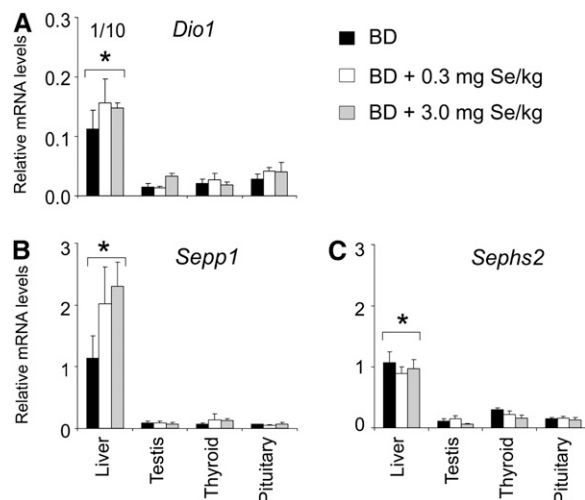 A
1/10
Dio1
*
Relative mRNA levels
0.3
0.2
0.1
0.0
BD
BD + 0.3 mg Se/kg
BD + 3.0 mg Se/kg
B
Sepp1
*
Relative mRNA levels
3
2
1
0
Liver
Testis
Thyroid
Pituitary
C
Sephs2
*
3
2
1
0
Liver
Testis
Thyroid
Pituitary